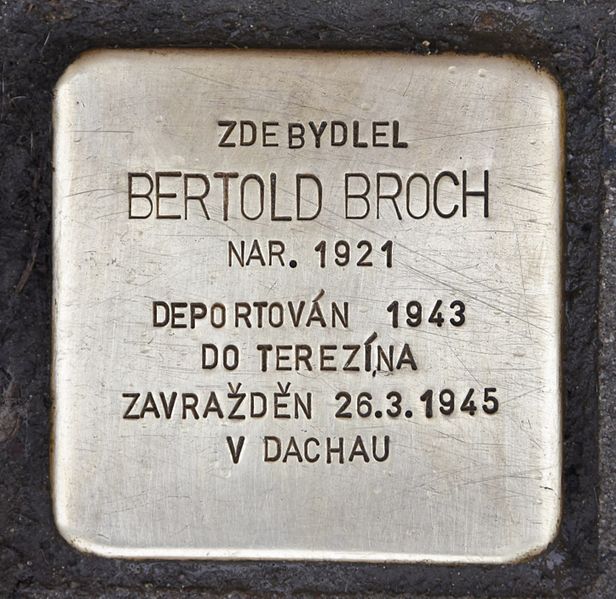 ZDE BYDLEL
BERTOLD BROCH
NAR. 1921
DEPORTOVÁN 1943
DO TEREZÍNA
ZAVRAŽDĚN 26.3.1945
V DACHAU